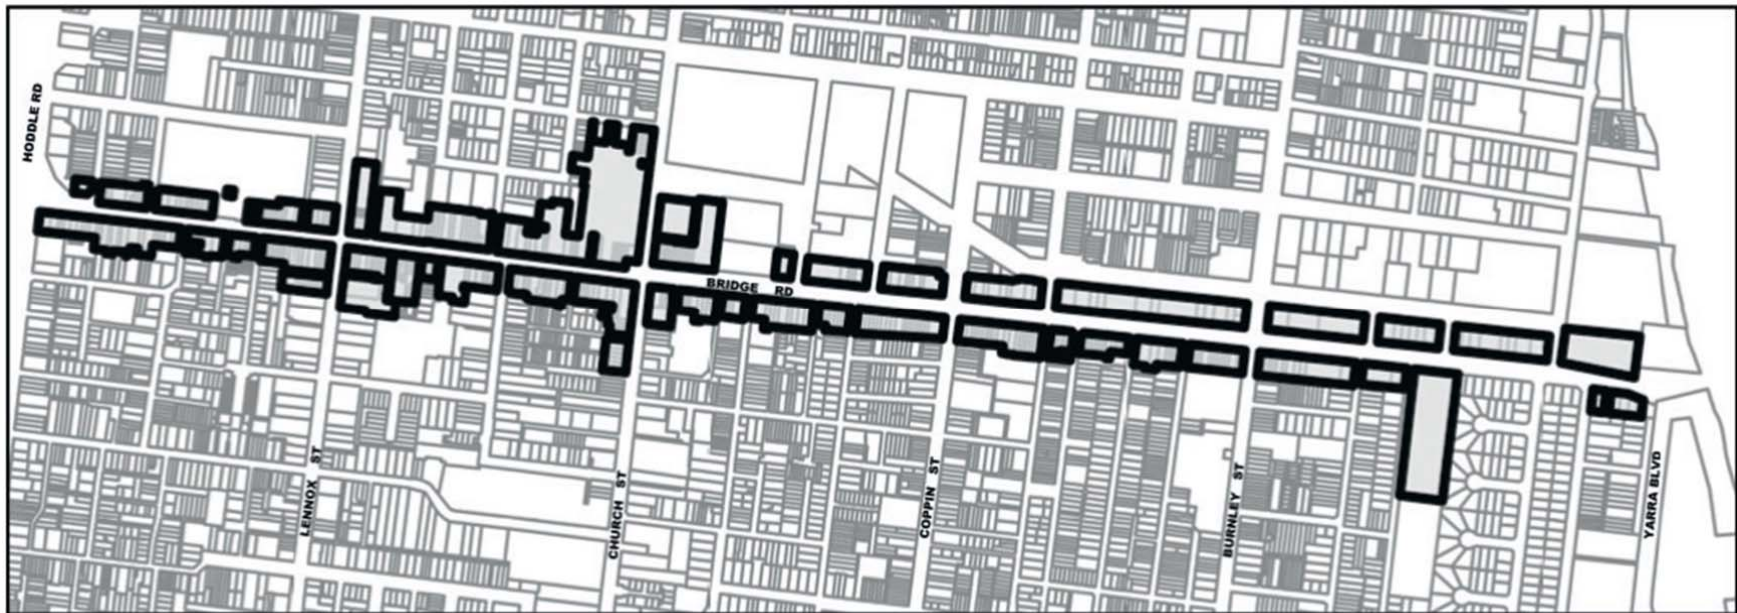 HODDLE RD
BRIDGE RD
LENNOX ST
CHURCH ST
COPPIN ST
BURNLEY ST
YARRA BLVD